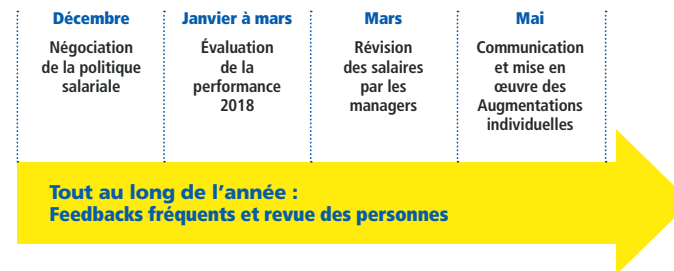 Décembre
Négociation
de la politique
salariale
Janvier à mars
Évaluation
de la
performance
2018
Mars
Révision
des salaires
par les
managers
Mai
Communication
et mise en
œuvre des
Augmentations
individuelles
Tout au long de l’année :
Feedbacks fréquents et revue des personnes